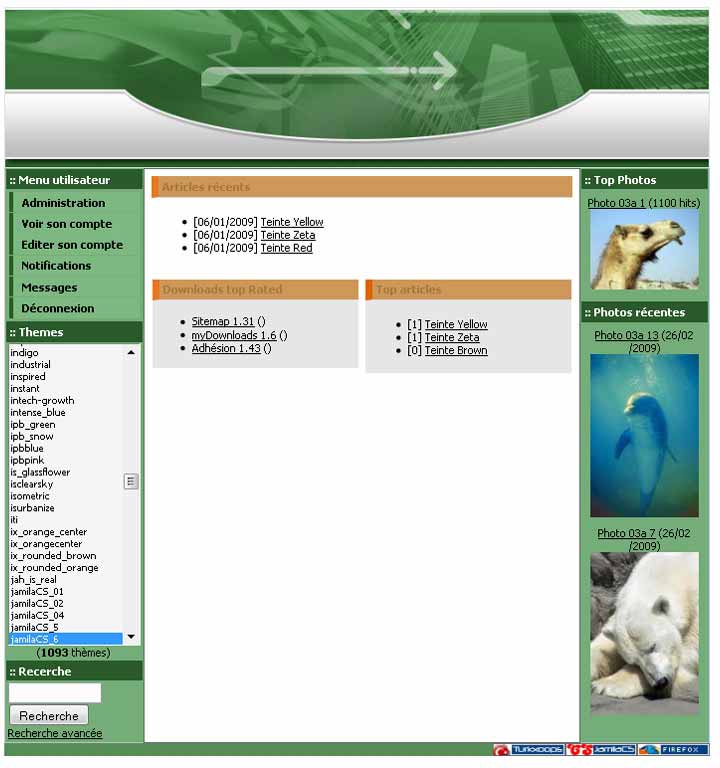 :: Menu utilisateur
Administration
Voir son compte
Editer son compte
Notifications
Messages
Déconnexion
:: Themes
indigo
industrial
inspired
instant
intech-growth
intense_blue
ipb_green
ipb_snow
ipbblue
ipbpink
is_glassflower
isclearsky
isometric
isurbanize
iti
ix_orange_center
ix_orangecenter
ix_rounded_brown
ix_rounded_orange
jah_is_real
jamilaCS_01
jamilaCS_02
jamilaCS_04
jamilaCS_5
jamilaCS_6
(1093 thèmes)
:: Recerche
Recherche
Recherche avancée
Articles récents
[06/01/2009] Teinte Yellow
[06/01/2009] Teinte Zeta
[06/01/2009] Teinte Red
Downloads top Rated
Sitemap 1.31 ()
myDownloads 1.6 ()
Adhésion 1.43 ()
Top articles
[1] Teinte Yellow
[1] Teinte Zeta
[0] Teinte Brown
:: Top Photos
Photo 03a 1 (1100 hits)
:: Photos récentes
Photo 03a 13 (26/02
/2009)
Photo 03a 7 (26/02
/2009)
JamilaCS
FIREFOX